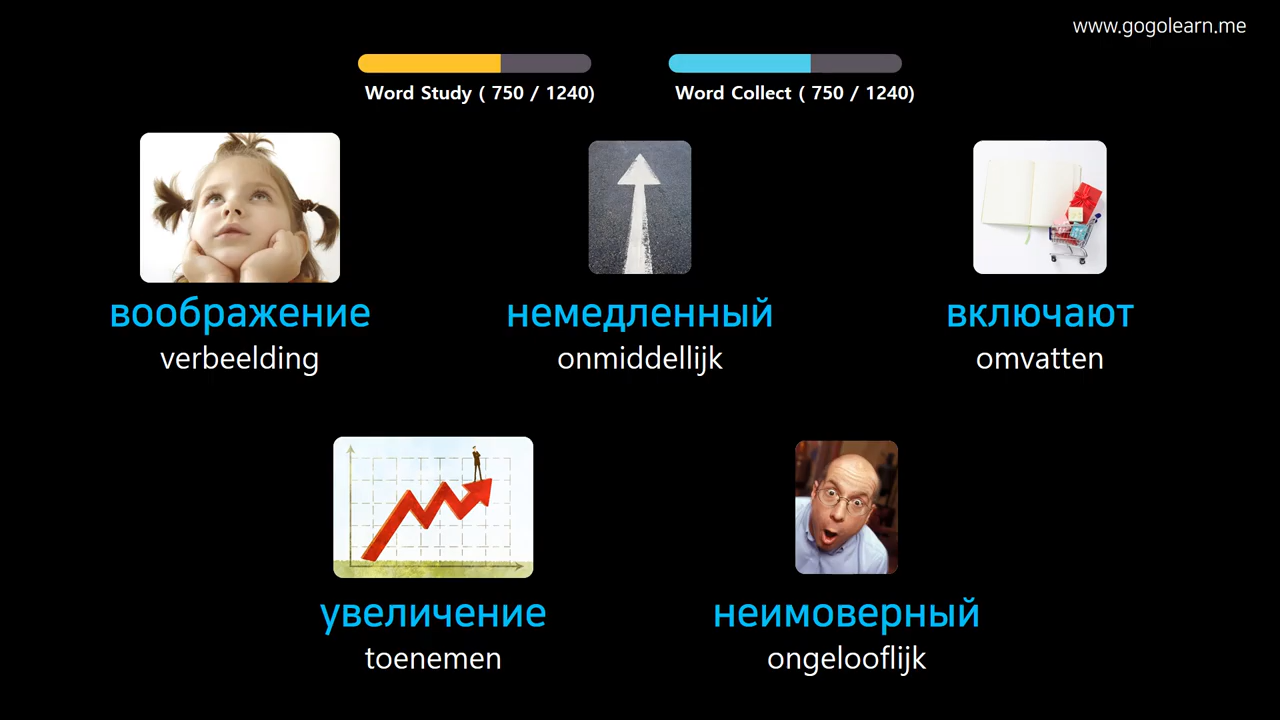 www.gogolearn.me
Word Study ( 750 / 1240)
Word Collect ( 750 / 1240)
воображение
verbeelding
немедленный
onmiddellijk
включают
omvatten
увеличение
toenemen
неимоверный
ongelooflijk